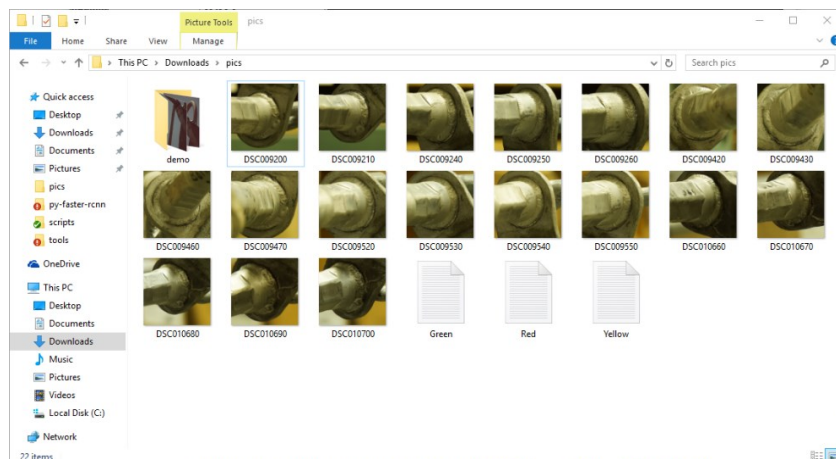 Picture Tools pics
File Home Share View Manage
This PC Downloads pics Search pics
Quick access
Desktop
Downloads
Documents
Pictures
pics
py-faster-rcnn
scripts
tools
OneDrive
This PC
Desktop
Documents
Downloads
Music
Pictures
Videos
Local Disk (C:)
Network
demo DSC009200 DSC009210 DSC009240 DSC009250 DSC009260 DSC009420 DSC009430
DSC009460 DSC009470 DSC009520 DSC009530 DSC009540 DSC009550 DSC010660 DSC010670
DSC010680 DSC010690 DSC010700 Green Red Yellow
22 items